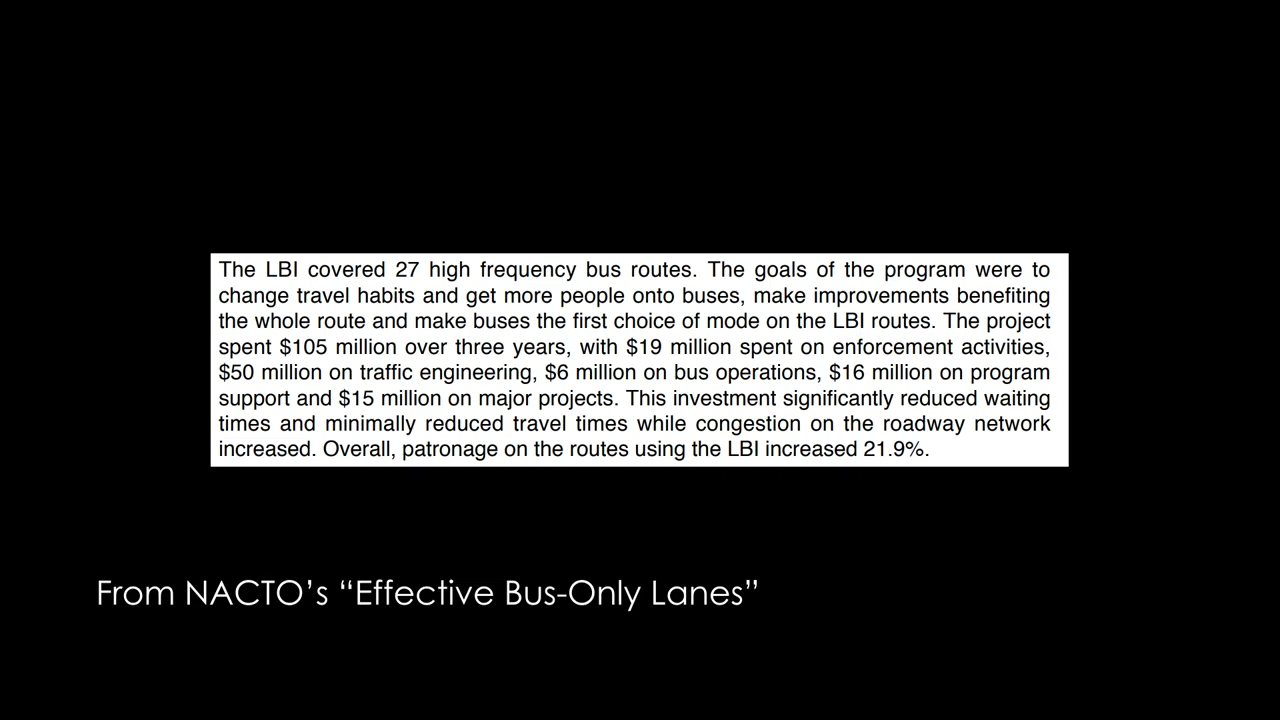 The LBI covered 27 high frequency bus routes. The goals of the program were to
change travel habits and get more people onto buses, make improvements benefiting
the whole route and make buses the first choice of mode on the LBI routes. The project
spent $105 million over three years, with $19 million spent on enforcement activities,
$50 million on traffic engineering, $6 million on bus operations, $16 million on program
support and $15 million on major projects. This investment significantly reduced waiting
times and minimally reduced travel times while congestion on the roadway network
increased. Overall, patronage on the routes using the LBI increased 21.9%.
From NACTO’s “Effective Bus-Only Lanes”